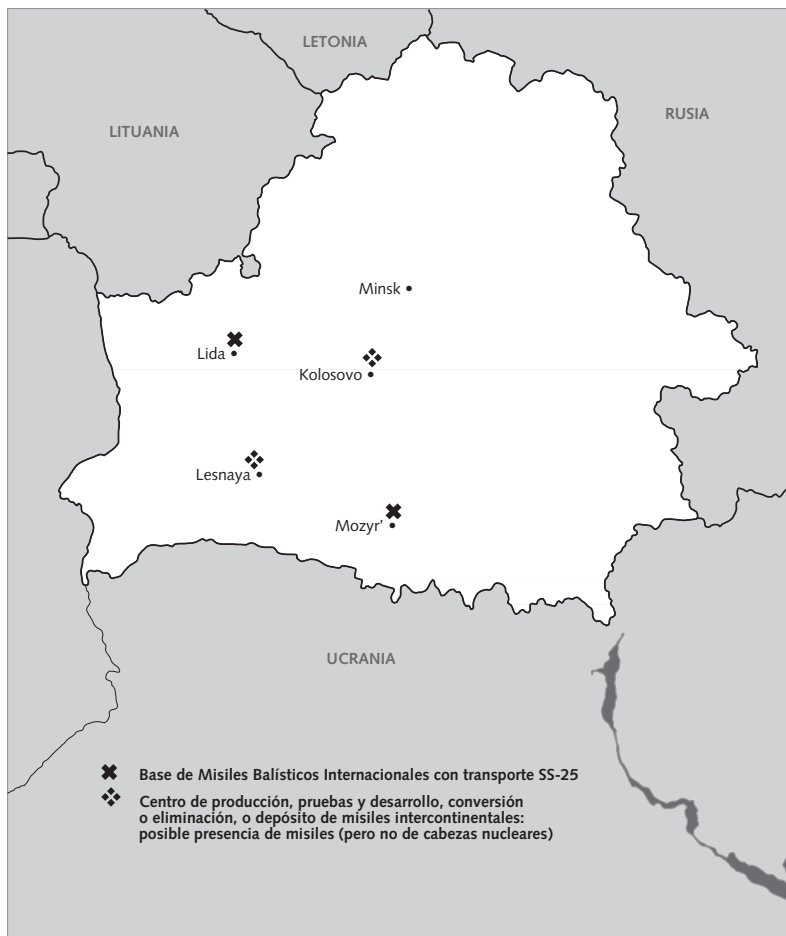 LETONIA
LITUANIA
RUSIA
Minsk
Lida
Kolosovo
Lesnaya
Mozyr'
UCRANIA
Base de Misiles Balísticos Internacionales con transporte SS-25
Centro de producción, pruebas y desarrollo, conversión
o eliminación, o depósito de misiles intercontinentales:
posible presencia de misiles (pero no de cabezas nucleares)